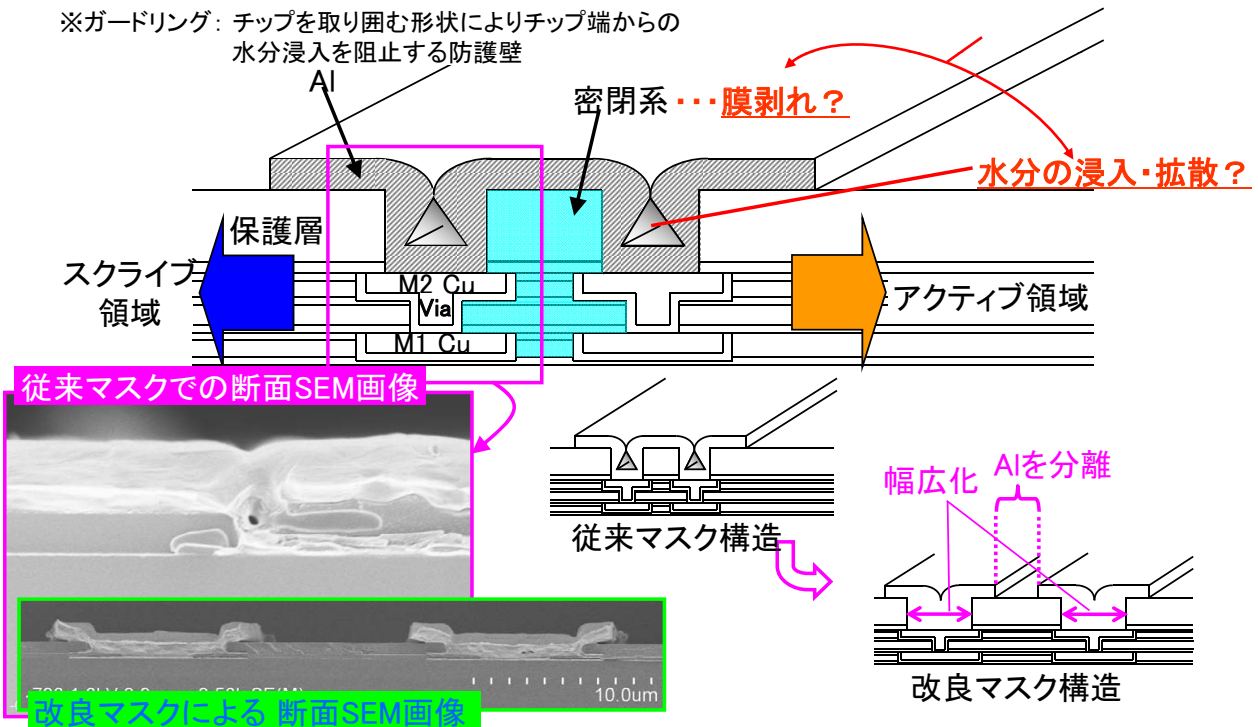 ※ガードリング： チップを取り囲む形状によりチップ端からの
水分浸入を阻止する防護壁
Al
密閉系・・・膜剥れ？
水分の浸入・拡散？
保護層
スクライブ
領域
アクティブ領域
M2 Cu
Via
M1 Cu
従来マスクでの断面SEM画像
従来マスク構造
幅広化
Alを分離
改良マスク構造
10.0um
改良マスクによる 断面SEM画像